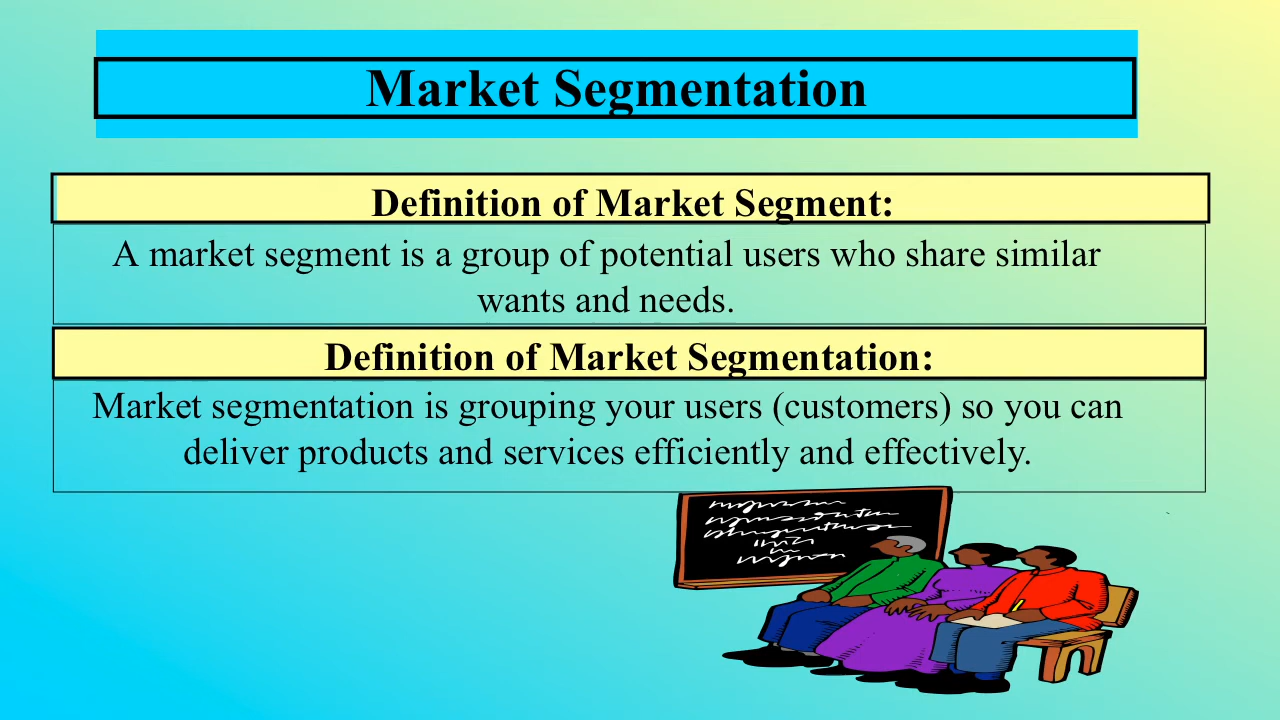 Market Segmentation
Definition of Market Segment:
A market segment is a group of potential users who share similar
wants and needs.
Definition of Market Segmentation:
Market segmentation is grouping your users (customers) so you can
deliver products and services efficiently and effectively.